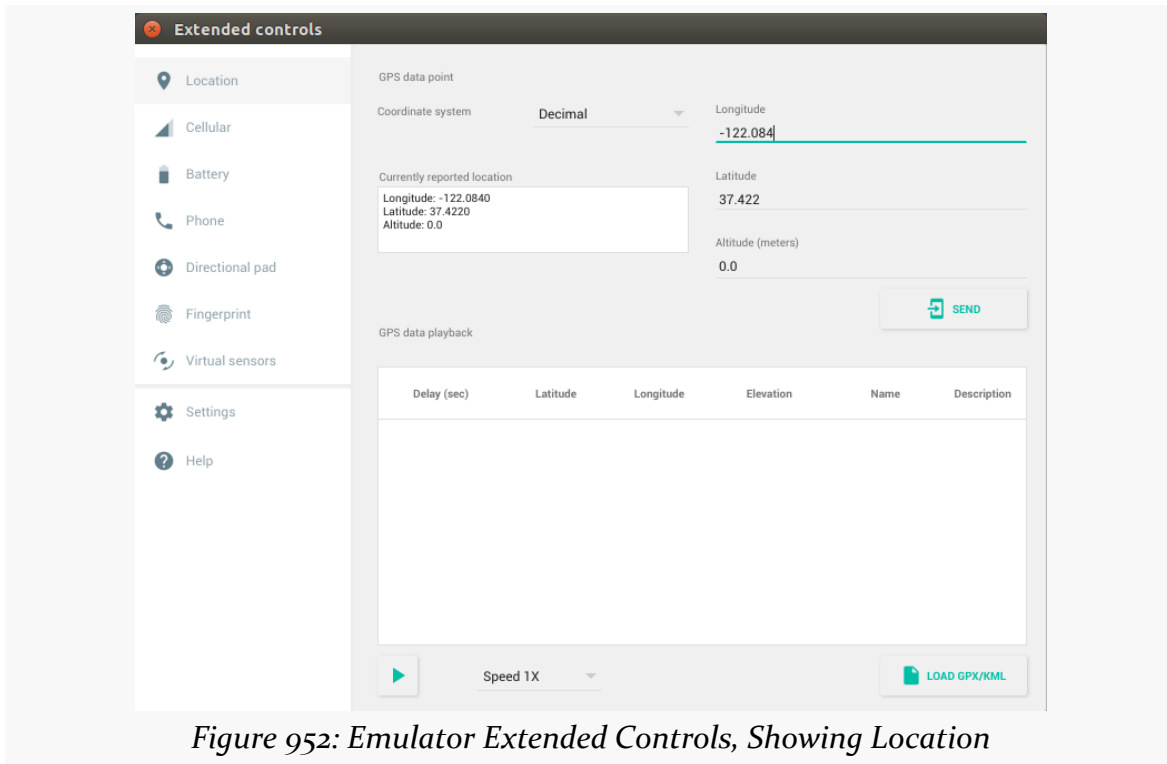 Extended controls
Location
Cellular
Battery
Phone
Directional pad
Fingerprint
Virtual sensors
Settings
Help
GPS data point
Coordinate system
Decimal
Longitude
-122.084
Currently reported location
Longitude: -122.0840
Latitude: 37.4220
Altitude: 0.0
Latitude
37.422
Altitude (meters)
0.0
SEND
GPS data playback
Delay (sec) Latitude Longitude Elevation Name Description
Speed 1X
LOAD GPX/KML
Figure 952: Emulator Extended Controls, Showing Location